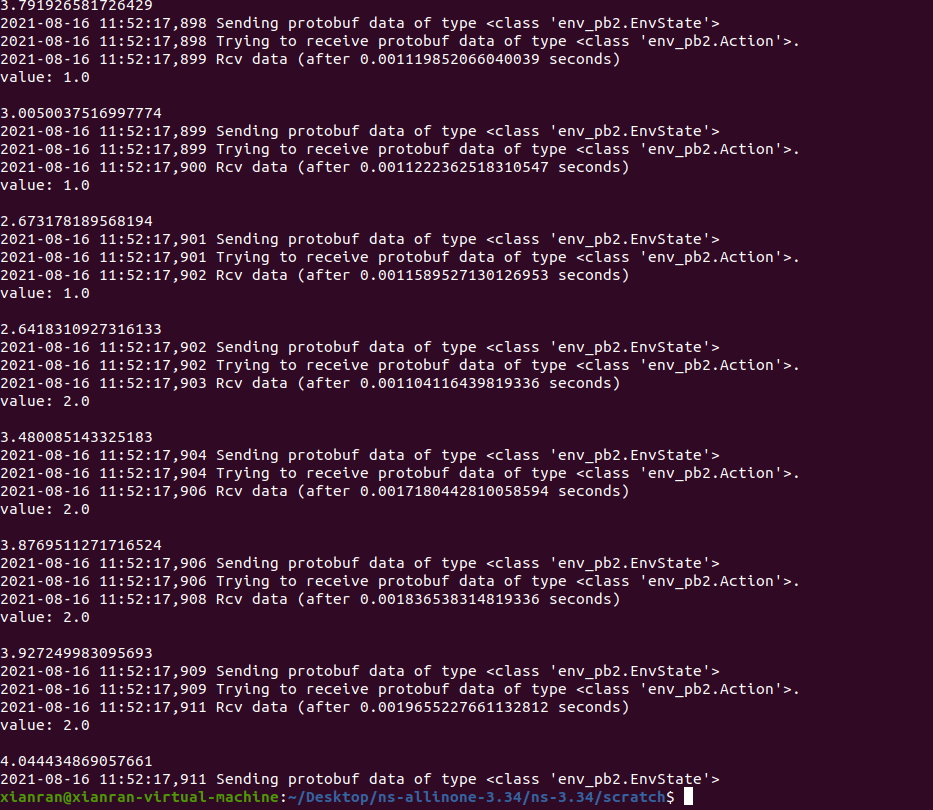 3.791926581726429
2021-08-16 11:52:17,898 Sending protobuf data of type <class 'env_pb2.EnvState'>
2021-08-16 11:52:17,898 Trying to receive protobuf data of type <class 'env_pb2.Action'>.
2021-08-16 11:52:17,899 Rcv data (after 0.001119852066040039 seconds)
value: 1.0

3.0050037516997774
2021-08-16 11:52:17,899 Sending protobuf data of type <class 'env_pb2.EnvState'>
2021-08-16 11:52:17,899 Trying to receive protobuf data of type <class 'env_pb2.Action'>.
2021-08-16 11:52:17,900 Rcv data (after 0.0011222362518310547 seconds)
value: 1.0

2.673178189568194
2021-08-16 11:52:17,901 Sending protobuf data of type <class 'env_pb2.EnvState'>
2021-08-16 11:52:17,901 Trying to receive protobuf data of type <class 'env_pb2.Action'>.
2021-08-16 11:52:17,902 Rcv data (after 0.0011589527130126953 seconds)
value: 1.0

2.6418310927316133
2021-08-16 11:52:17,902 Sending protobuf data of type <class 'env_pb2.EnvState'>
2021-08-16 11:52:17,902 Trying to receive protobuf data of type <class 'env_pb2.Action'>.
2021-08-16 11:52:17,903 Rcv data (after 0.001104116439819336 seconds)
value: 2.0

3.480085143325183
2021-08-16 11:52:17,904 Sending protobuf data of type <class 'env_pb2.EnvState'>
2021-08-16 11:52:17,904 Trying to receive protobuf data of type <class 'env_pb2.Action'>.
2021-08-16 11:52:17,906 Rcv data (after 0.0017180442810058594 seconds)
value: 2.0

3.8769511271716524
2021-08-16 11:52:17,906 Sending protobuf data of type <class 'env_pb2.EnvState'>
2021-08-16 11:52:17,906 Trying to receive protobuf data of type <class 'env_pb2.Action'>.
2021-08-16 11:52:17,908 Rcv data (after 0.001836538314819336 seconds)
value: 2.0

3.927249983095693
2021-08-16 11:52:17,909 Sending protobuf data of type <class 'env_pb2.EnvState'>
2021-08-16 11:52:17,909 Trying to receive protobuf data of type <class 'env_pb2.Action'>.
2021-08-16 11:52:17,911 Rcv data (after 0.0019655227661132812 seconds)
value: 2.0

4.044434869057661
2021-08-16 11:52:17,911 Sending protobuf data of type <class 'env_pb2.EnvState'>
xianran@xianran-virtual-machine:~/Desktop/ns-allinone-3.34/ns-3.34/scratch$